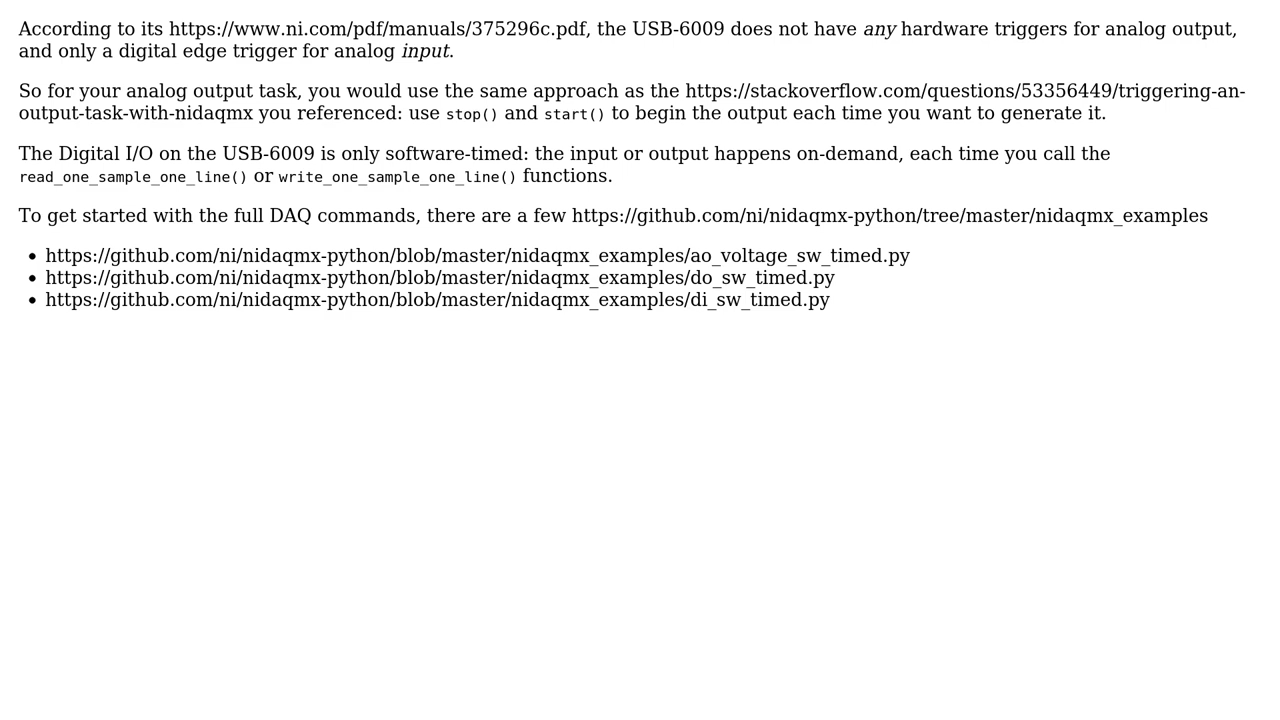 According to its https://www.ni.com/pdf/manuals/375296c.pdf, the USB-6009 does not have any hardware triggers for analog output,
and only a digital edge trigger for analog input.
So for your analog output task, you would use the same approach as the https://stackoverflow.com/questions/53356449/triggering-an-
output-task-with-nidaqmx you referenced: use stop() and start() to begin the output each time you want to generate it.
The Digital I/O on the USB-6009 is only software-timed: the input or output happens on-demand, each time you call the
read_one_sample_one_line() or write_one_sample_one_line() functions.
To get started with the full DAQ commands, there are a few https://github.com/ni/nidaqmx-python/tree/master/nidaqmx_examples
• https://github.com/ni/nidaqmx-python/blob/master/nidaqmx_examples/ao_voltage_sw_timed.py
• https://github.com/ni/nidaqmx-python/blob/master/nidaqmx_examples/do_sw_timed.py
• https://github.com/ni/nidaqmx-python/blob/master/nidaqmx_examples/di_sw_timed.py